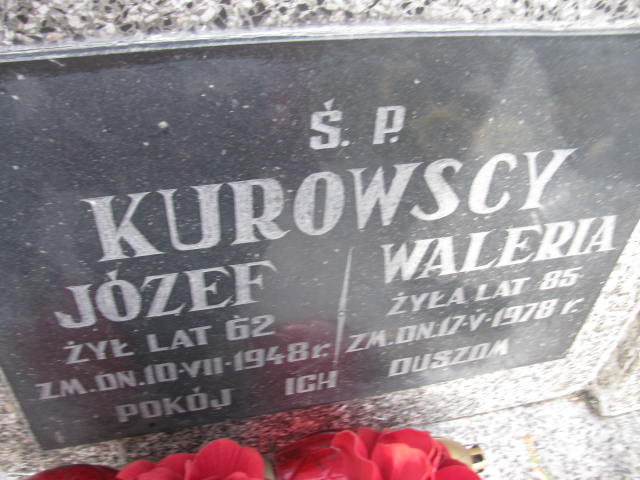 Ś. P.
KUROWSCY
JÓZEF
ŻYŁ LAT 62
ZM. DN. 10-VII-1948 r.
WALERIA
ŻYŁA LAT 85
ZM. DN. 17-V-1978 r.
POKÓJ ICH DUSZOM